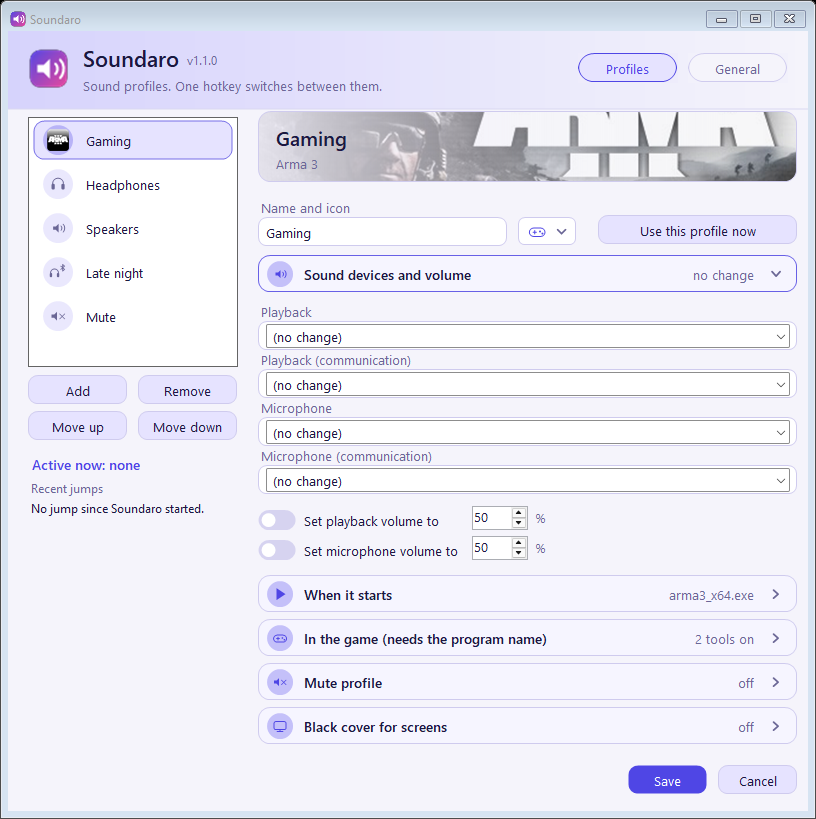 Soundaro
Soundaro v1.1.0
Sound profiles. One hotkey switches between them.
Profiles
General
Gaming
Headphones
Speakers
Late night
Mute
Add
Remove
Move up
Move down
Active now: none
Recent jumps
No jump since Soundaro started.
ARMA
III
Gaming
Arma 3
Name and icon
Gaming
Use this profile now
Sound devices and volume
no change
Playback
(no change)
Playback (communication)
(no change)
Microphone
(no change)
Microphone (communication)
(no change)
Set playback volume to 50 %
Set microphone volume to 50 %
When it starts
arma3_x64.exe
In the game (needs the program name)
2 tools on
Mute profile
off
Black cover for screens
off
Save
Cancel